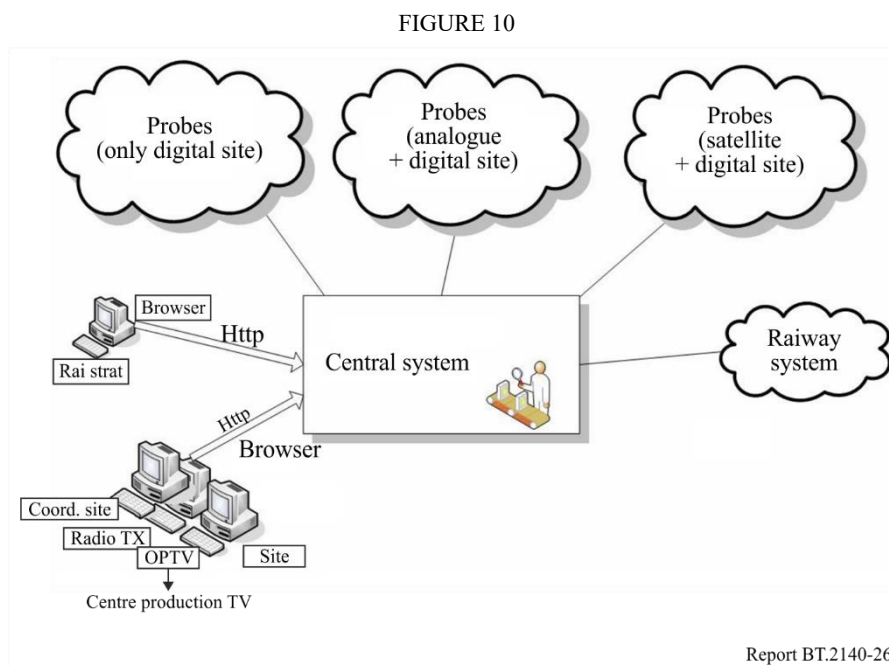 FIGURE 10
Probes
(only digital site)
Probes
(analogue
+ digital site)
Probes
(satellite
+ digital site)
Browser
Http
Rai strat
Central system
Raiway
system
Http
Browser
Coord. site
Radio TX
OPTV
Site
Centre production TV
Report BT.2140-26